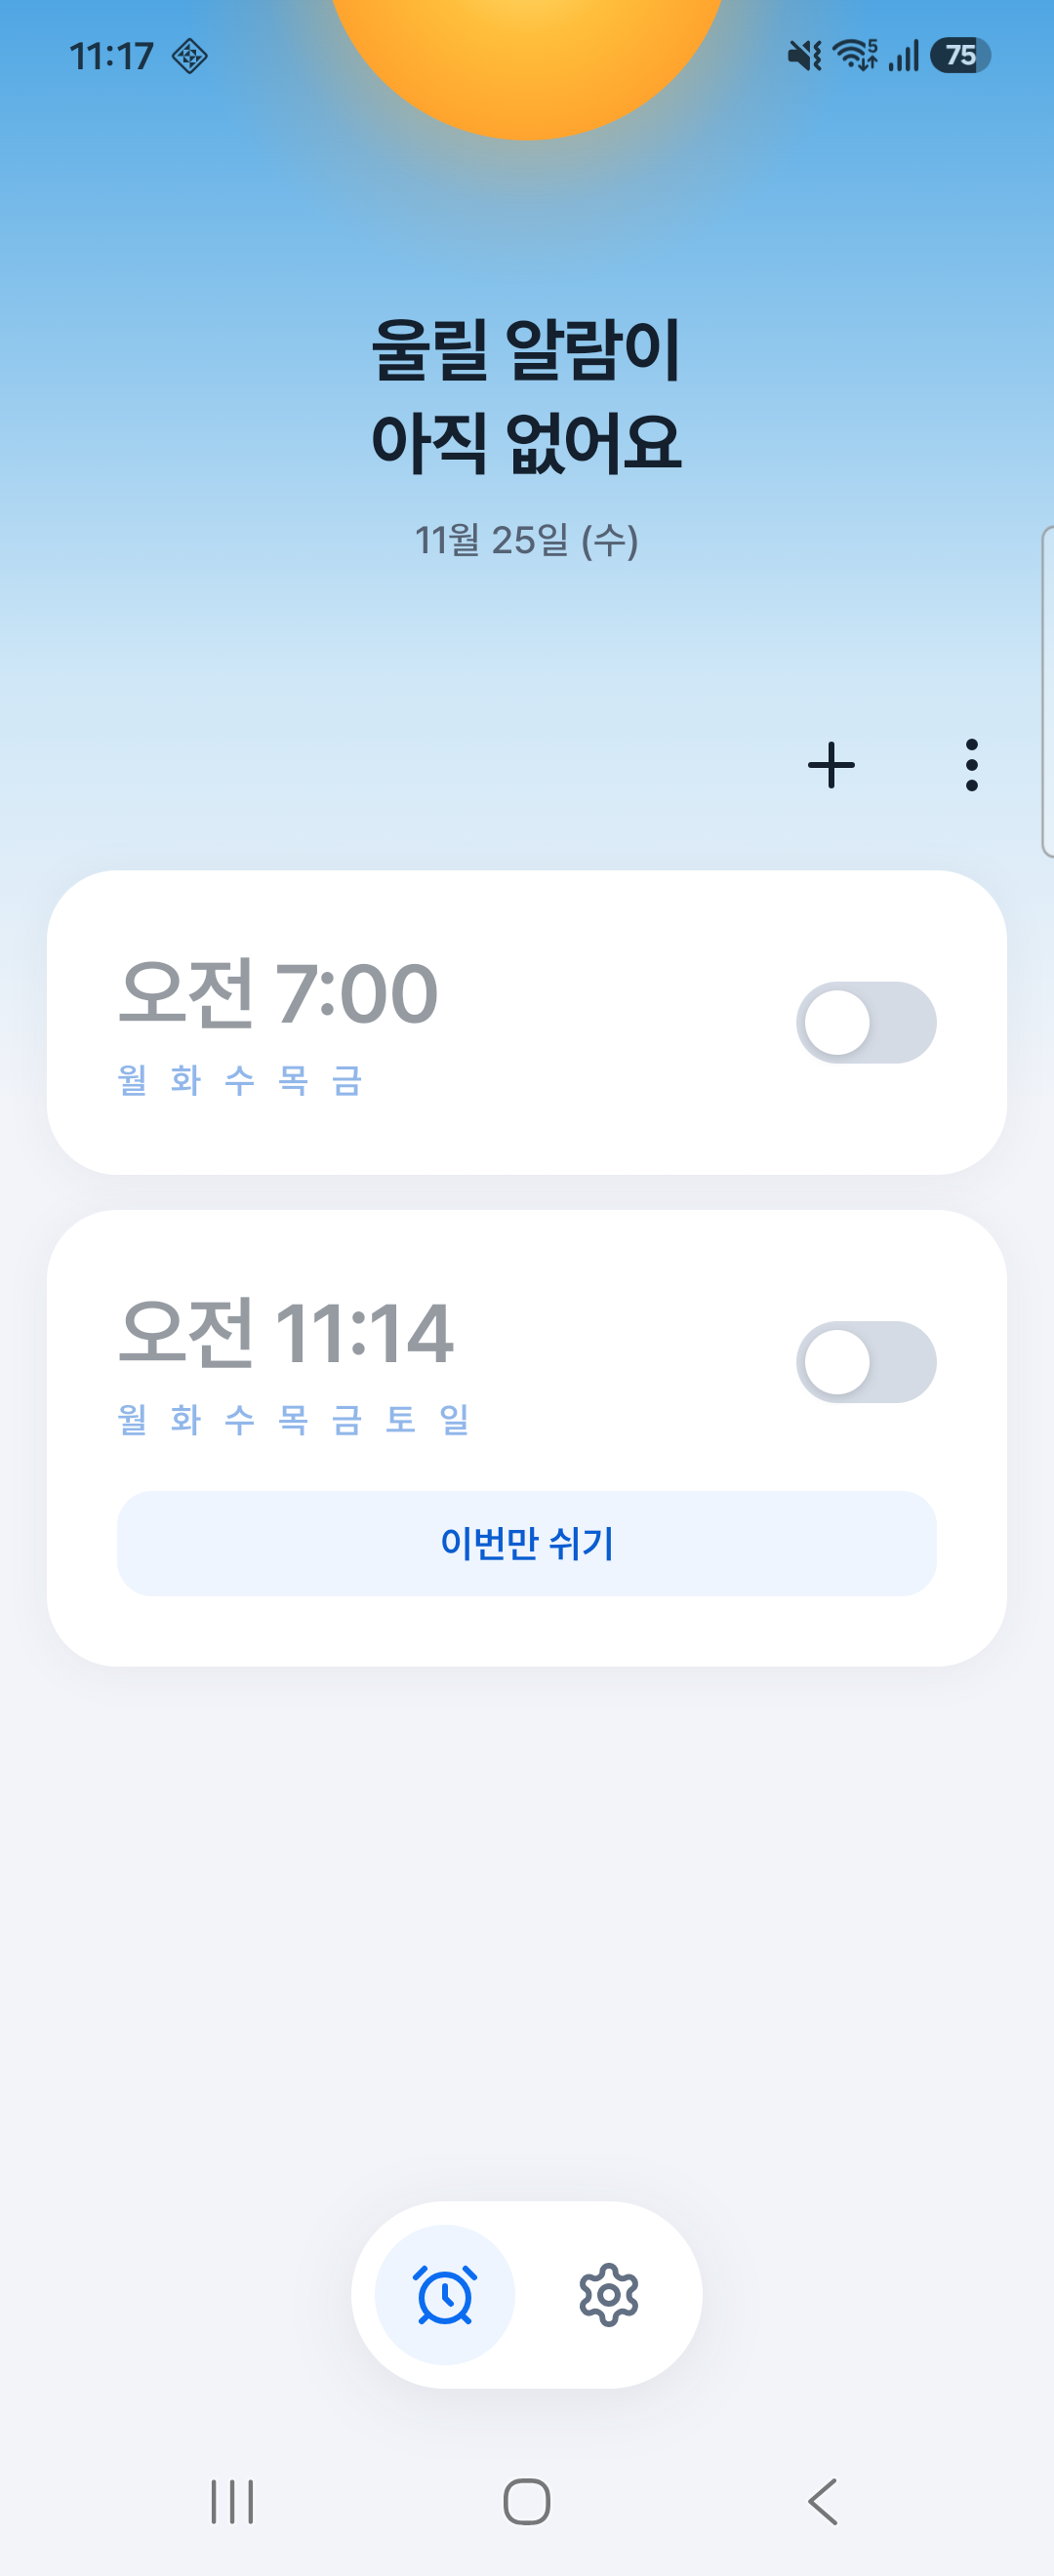 11:17
5
75
울릴 알람이
아직 없어요
11월 25일 (수)
오전 7:00
월 화 수 목 금
오전 11:14
월 화 수 목 금 토 일
이번만 쉬기